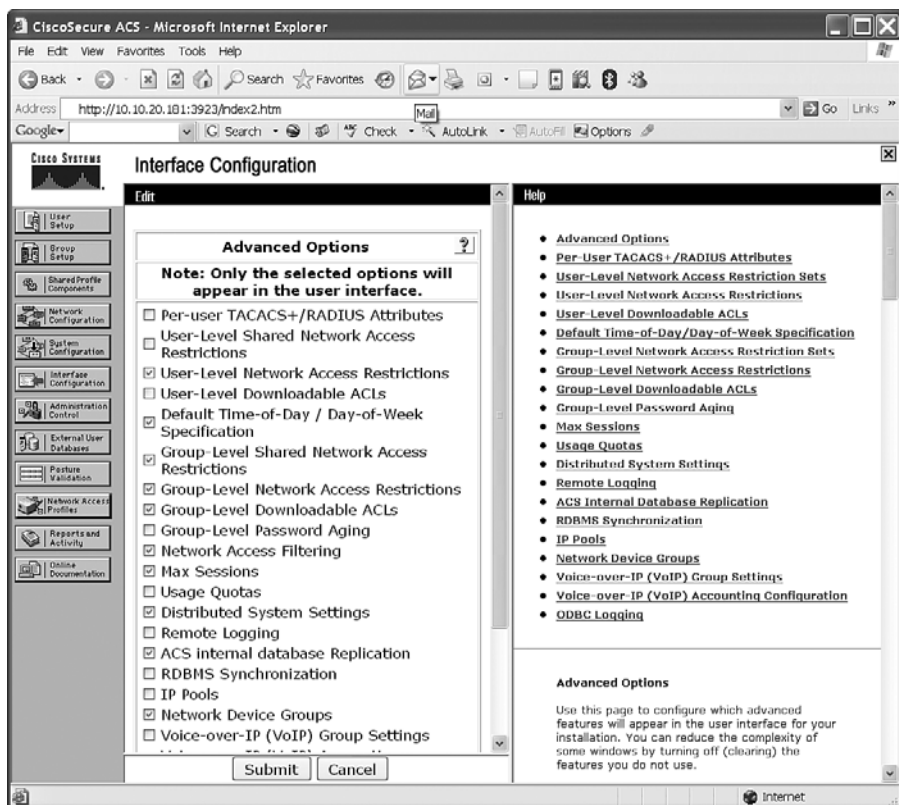 CiscoSecure ACS - Microsoft Internet Explorer
File Edit View Favorites Tools Help
Back Search Favorites
Address http://10.10.20.181:3923/index2.htm Go Links »
Mail
Google Search Check AutoLink AutoFill Options
CISCO SYSTEMS
Interface Configuration
User
Setup
Group
Setup
Shared Profile
Components
Network
Configuration
System
Configuration
Interface
Configuration
Administration
Control
External User
Databases
Posture
Validation
Network Access
Profiles
Reports and
Activity
Online
Documentation
Edit
Advanced Options ?
Note: Only the selected options will
appear in the user interface.
Per-user TACACS+/RADIUS Attributes
User-Level Shared Network Access
Restrictions
User-Level Network Access Restrictions
User-Level Downloadable ACLs
Default Time-of-Day / Day-of-Week
Specification
Group-Level Shared Network Access
Restrictions
Group-Level Network Access Restrictions
Group-Level Downloadable ACLs
Group-Level Password Aging
Network Access Filtering
Max Sessions
Usage Quotas
Distributed System Settings
Remote Logging
ACS internal database Replication
RDBMS Synchronization
IP Pools
Network Device Groups
Voice-over-IP (VoIP) Group Settings
Submit Cancel
Help
Advanced Options
Per-User TACACS+/RADIUS Attributes
User-Level Network Access Restriction Sets
User-Level Network Access Restrictions
User-Level Downloadable ACLs
Default Time-of-Day/Day-of-Week Specification
Group-Level Network Access Restriction Sets
Group-Level Network Access Restrictions
Group-Level Downloadable ACLs
Group-Level Password Aging
Max Sessions
Usage Quotas
Distributed System Settings
Remote Logging
ACS Internal Database Replication
RDBMS Synchronization
IP Pools
Network Device Groups
Voice-over-IP (VoIP) Group Settings
Voice-over-IP (VoIP) Accounting Configuration
ODBC Logging
Advanced Options
Use this page to configure which advanced
features will appear in the user interface for your
installation. You can reduce the complexity of
some windows by turning off (clearing) the
features you do not use.
Internet